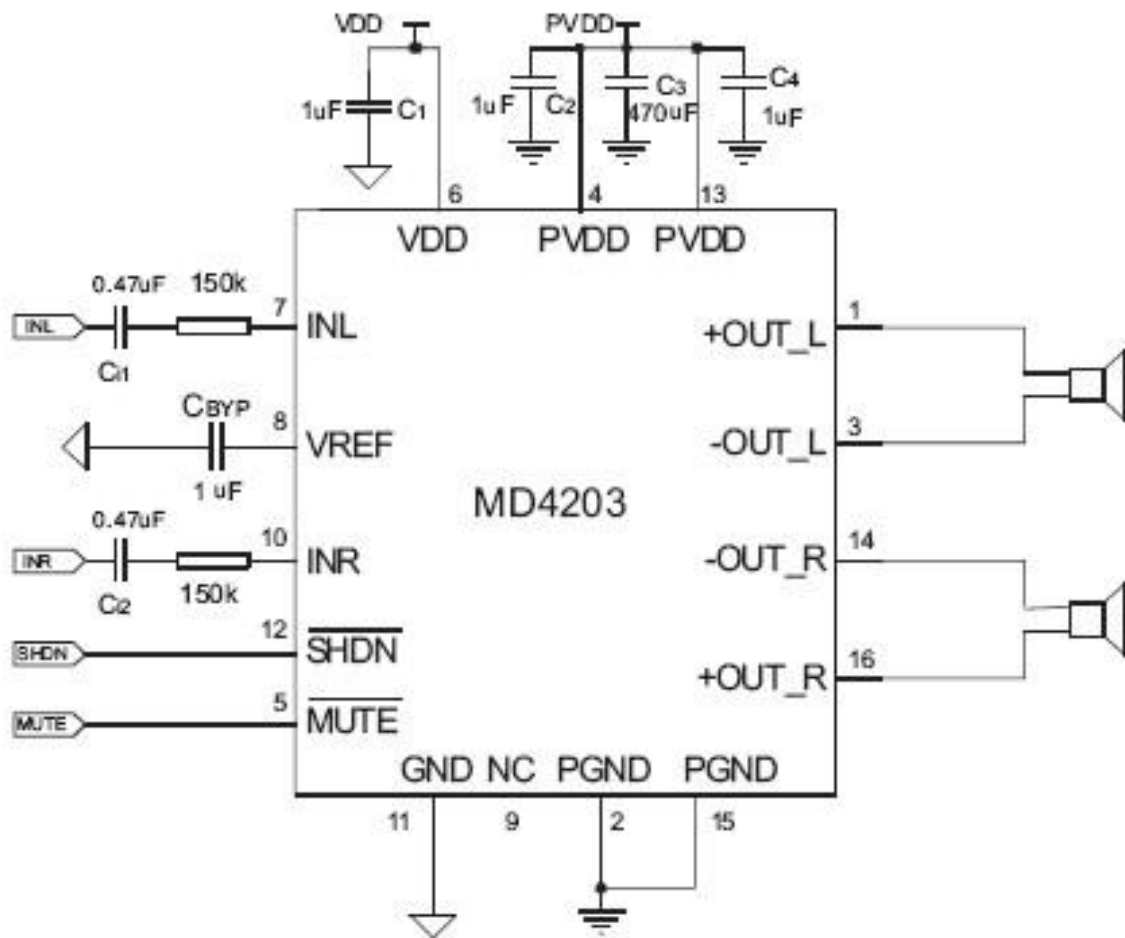 VDD
PVDD
1uF
C1
1uF
C2
C3
470uF
C4
1uF
6
4
13
VDD
PVDD
PVDD
0.47uF
150k
7
INL
INL
Ci1
1
+OUT_L
CBYP
8
VREF
1 uF
3
-OUT_L
MD4203
0.47uF
10
INR
INR
Ci2
150k
14
-OUT_R
12
SHDN
SHDN
16
+OUT_R
5
MUTE
MUTE
GND
NC
PGND
PGND
11
9
2
15